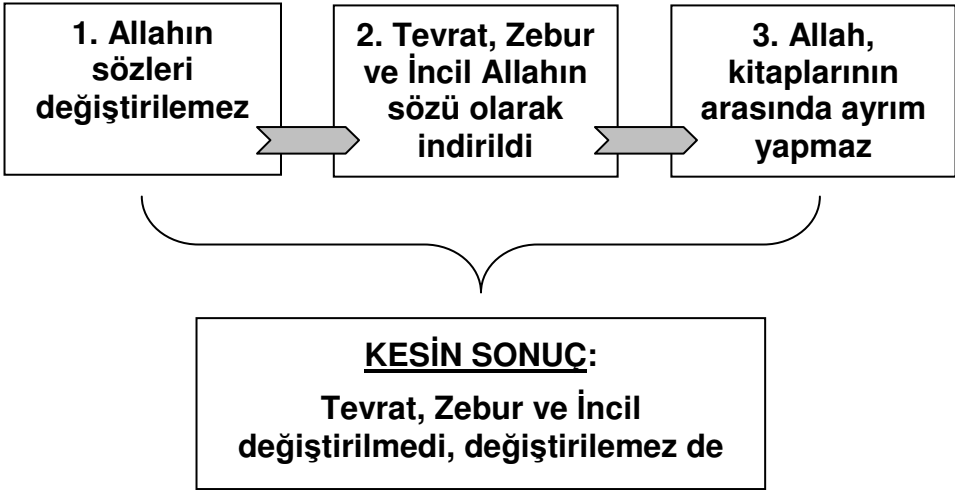 1. Allahın
sözleri
değiştirilemez
2. Tevrat, Zebur
ve İncil Allahın
sözü olarak
indirildi
3. Allah,
kitaplarının
arasında ayrım
yapmaz
KESİN SONUÇ:
Tevrat, Zebur ve İncil
değiştirilmedi, değiştirilemez de